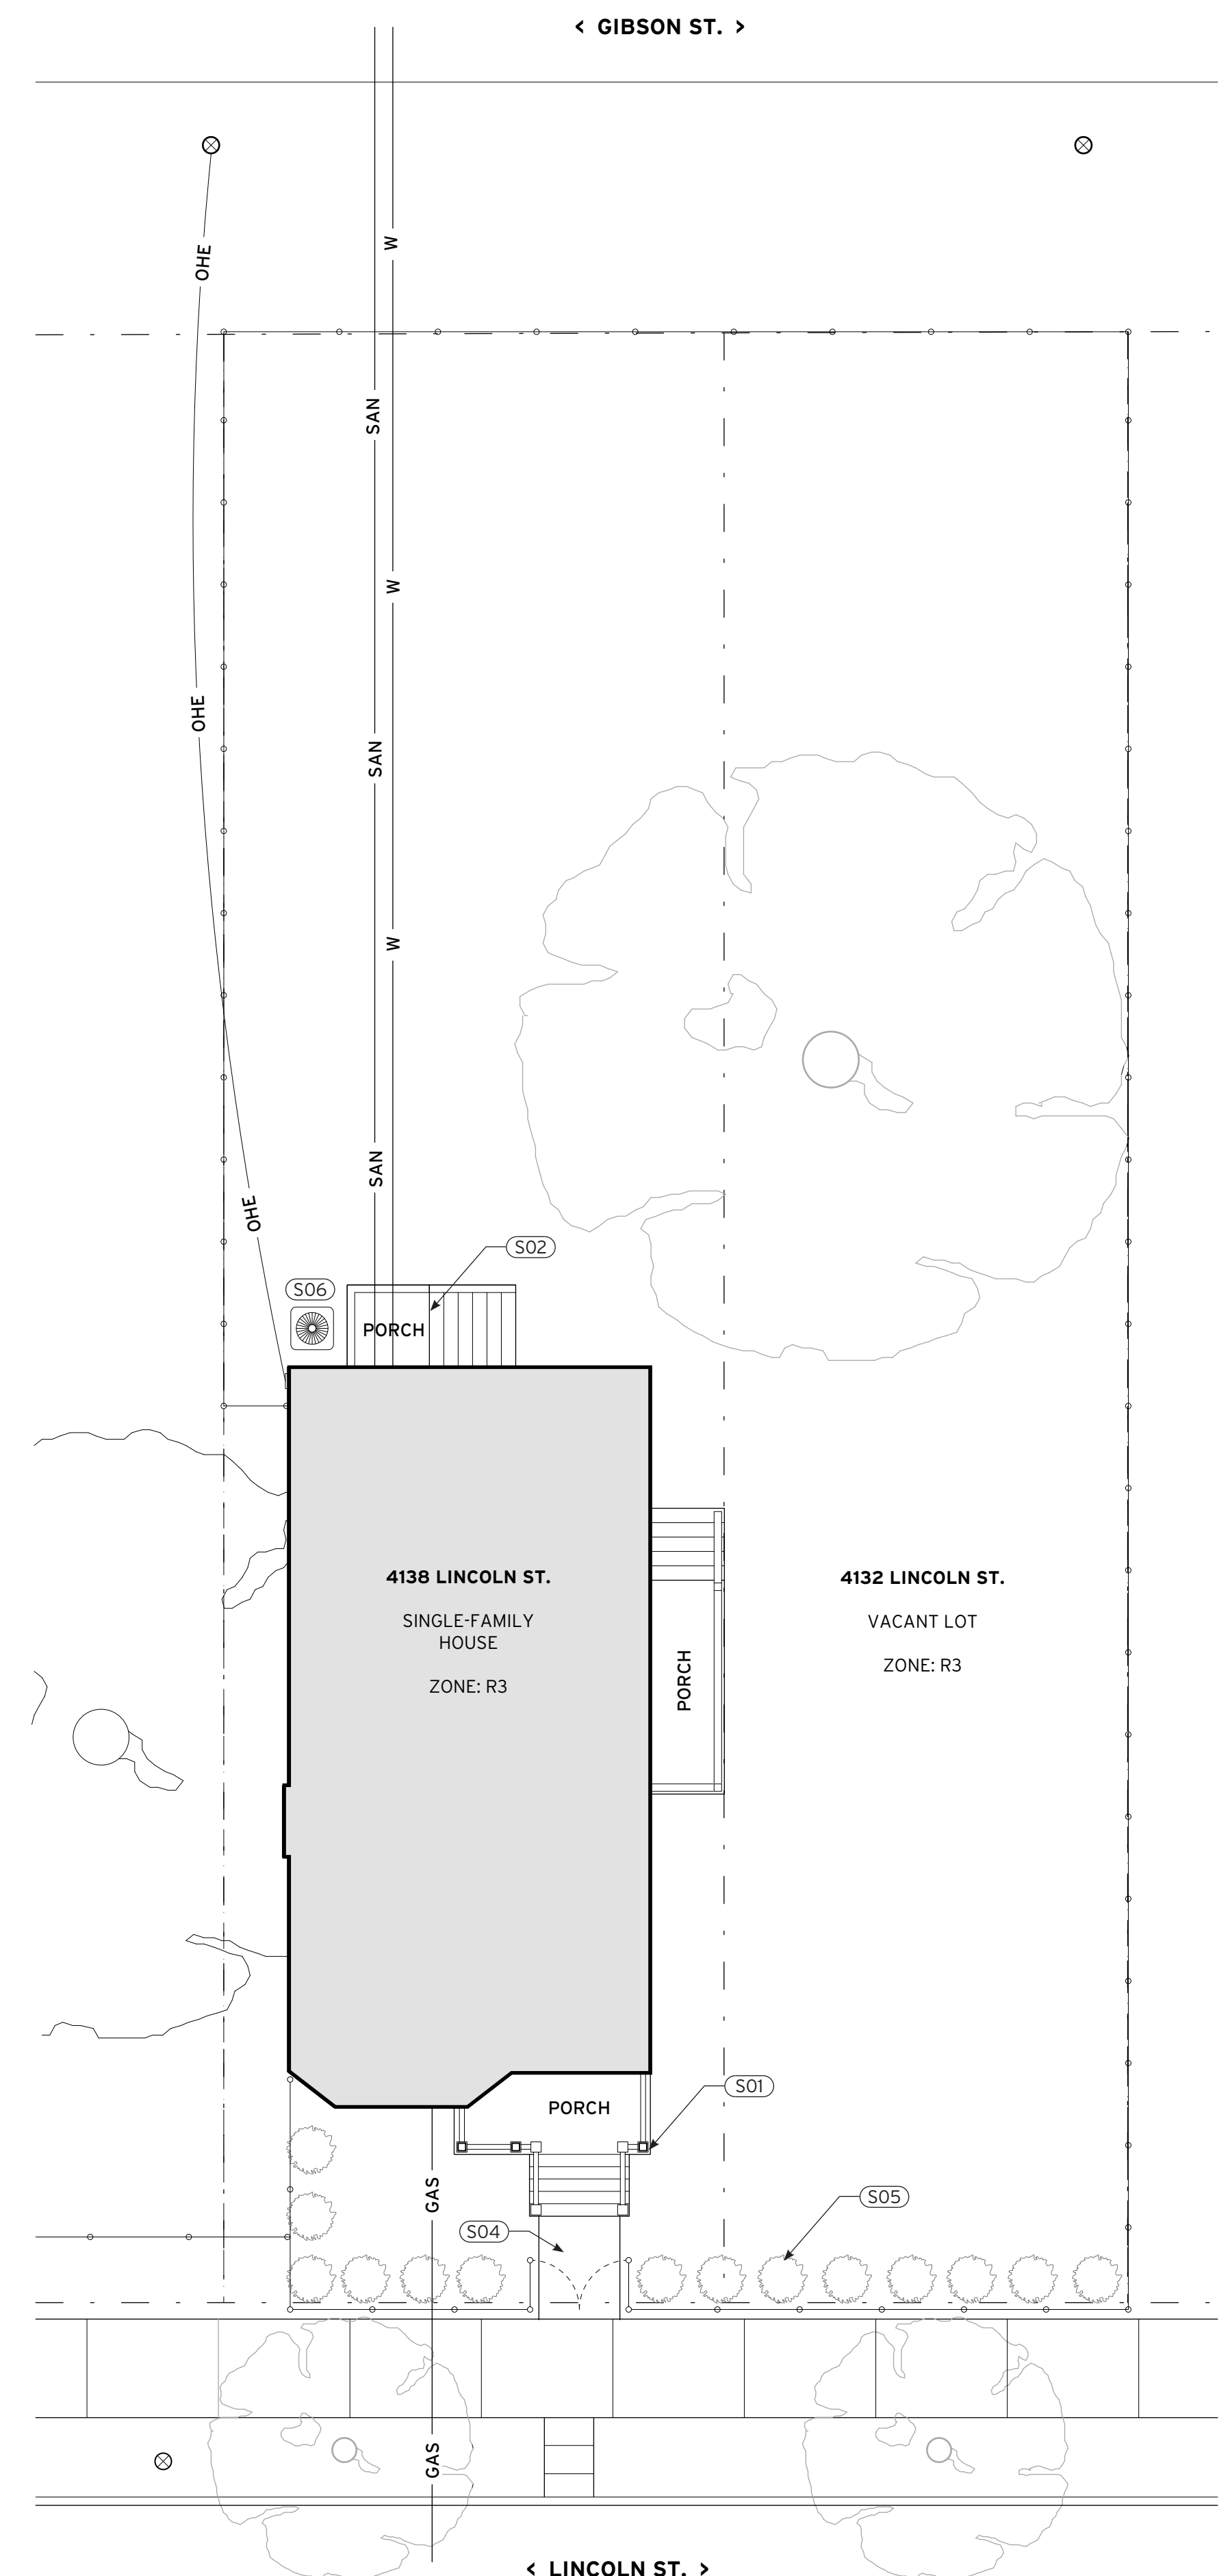 < GIBSON ST. >
W
OHE
SAN
W
OHE
SAN
W
SAN
OHE
S02
S06
PORCH
4138 LINCOLN ST.
SINGLE-FAMILY
HOUSE
ZONE: R3
4132 LINCOLN ST.
VACANT LOT
ZONE: R3
PORCH
S01
PORCH
GAS
S05
S04
GAS
< LINCOLN ST. >